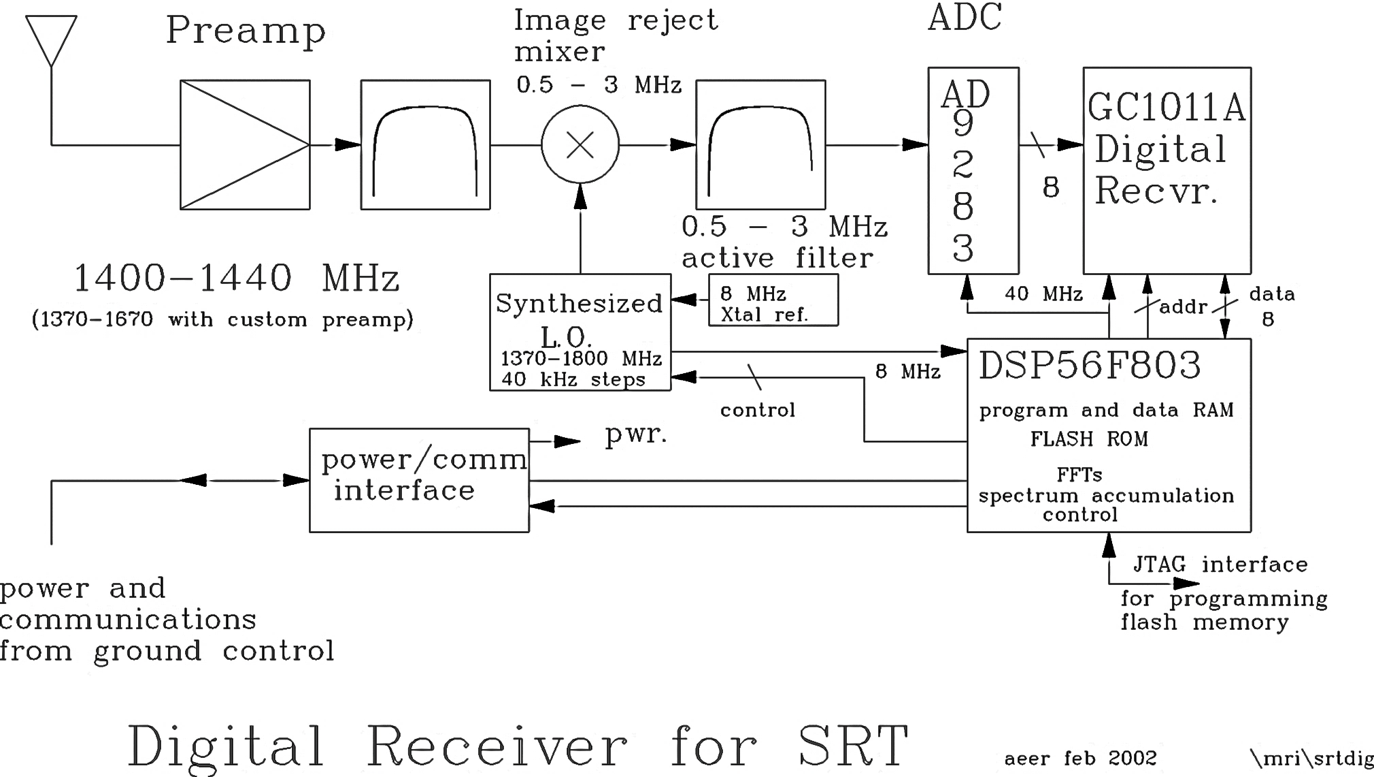 Preamp
Image reject
mixer
0.5 - 3 MHz
ADC
AD
9
2
8
3
8
GC1011A
Digital
Recvr.
1400-1440 MHz
(1370-1670 with custom preamp)
0.5 - 3 MHz
active filter
Synthesized
L.O.
1370-1800 MHz
40 kHz steps
8 MHz
Xtal ref.
40 MHz
addr
data
8
8 MHz
control
DSP56F803
program and data RAM
FLASH ROM
FFTs
spectrum accumulation
control
power/comm
interface
pwr.
power and
communications
from ground control
JTAG interface
for programming
flash memory
Digital Receiver for SRT
aeer feb 2002
\mri\srtdig